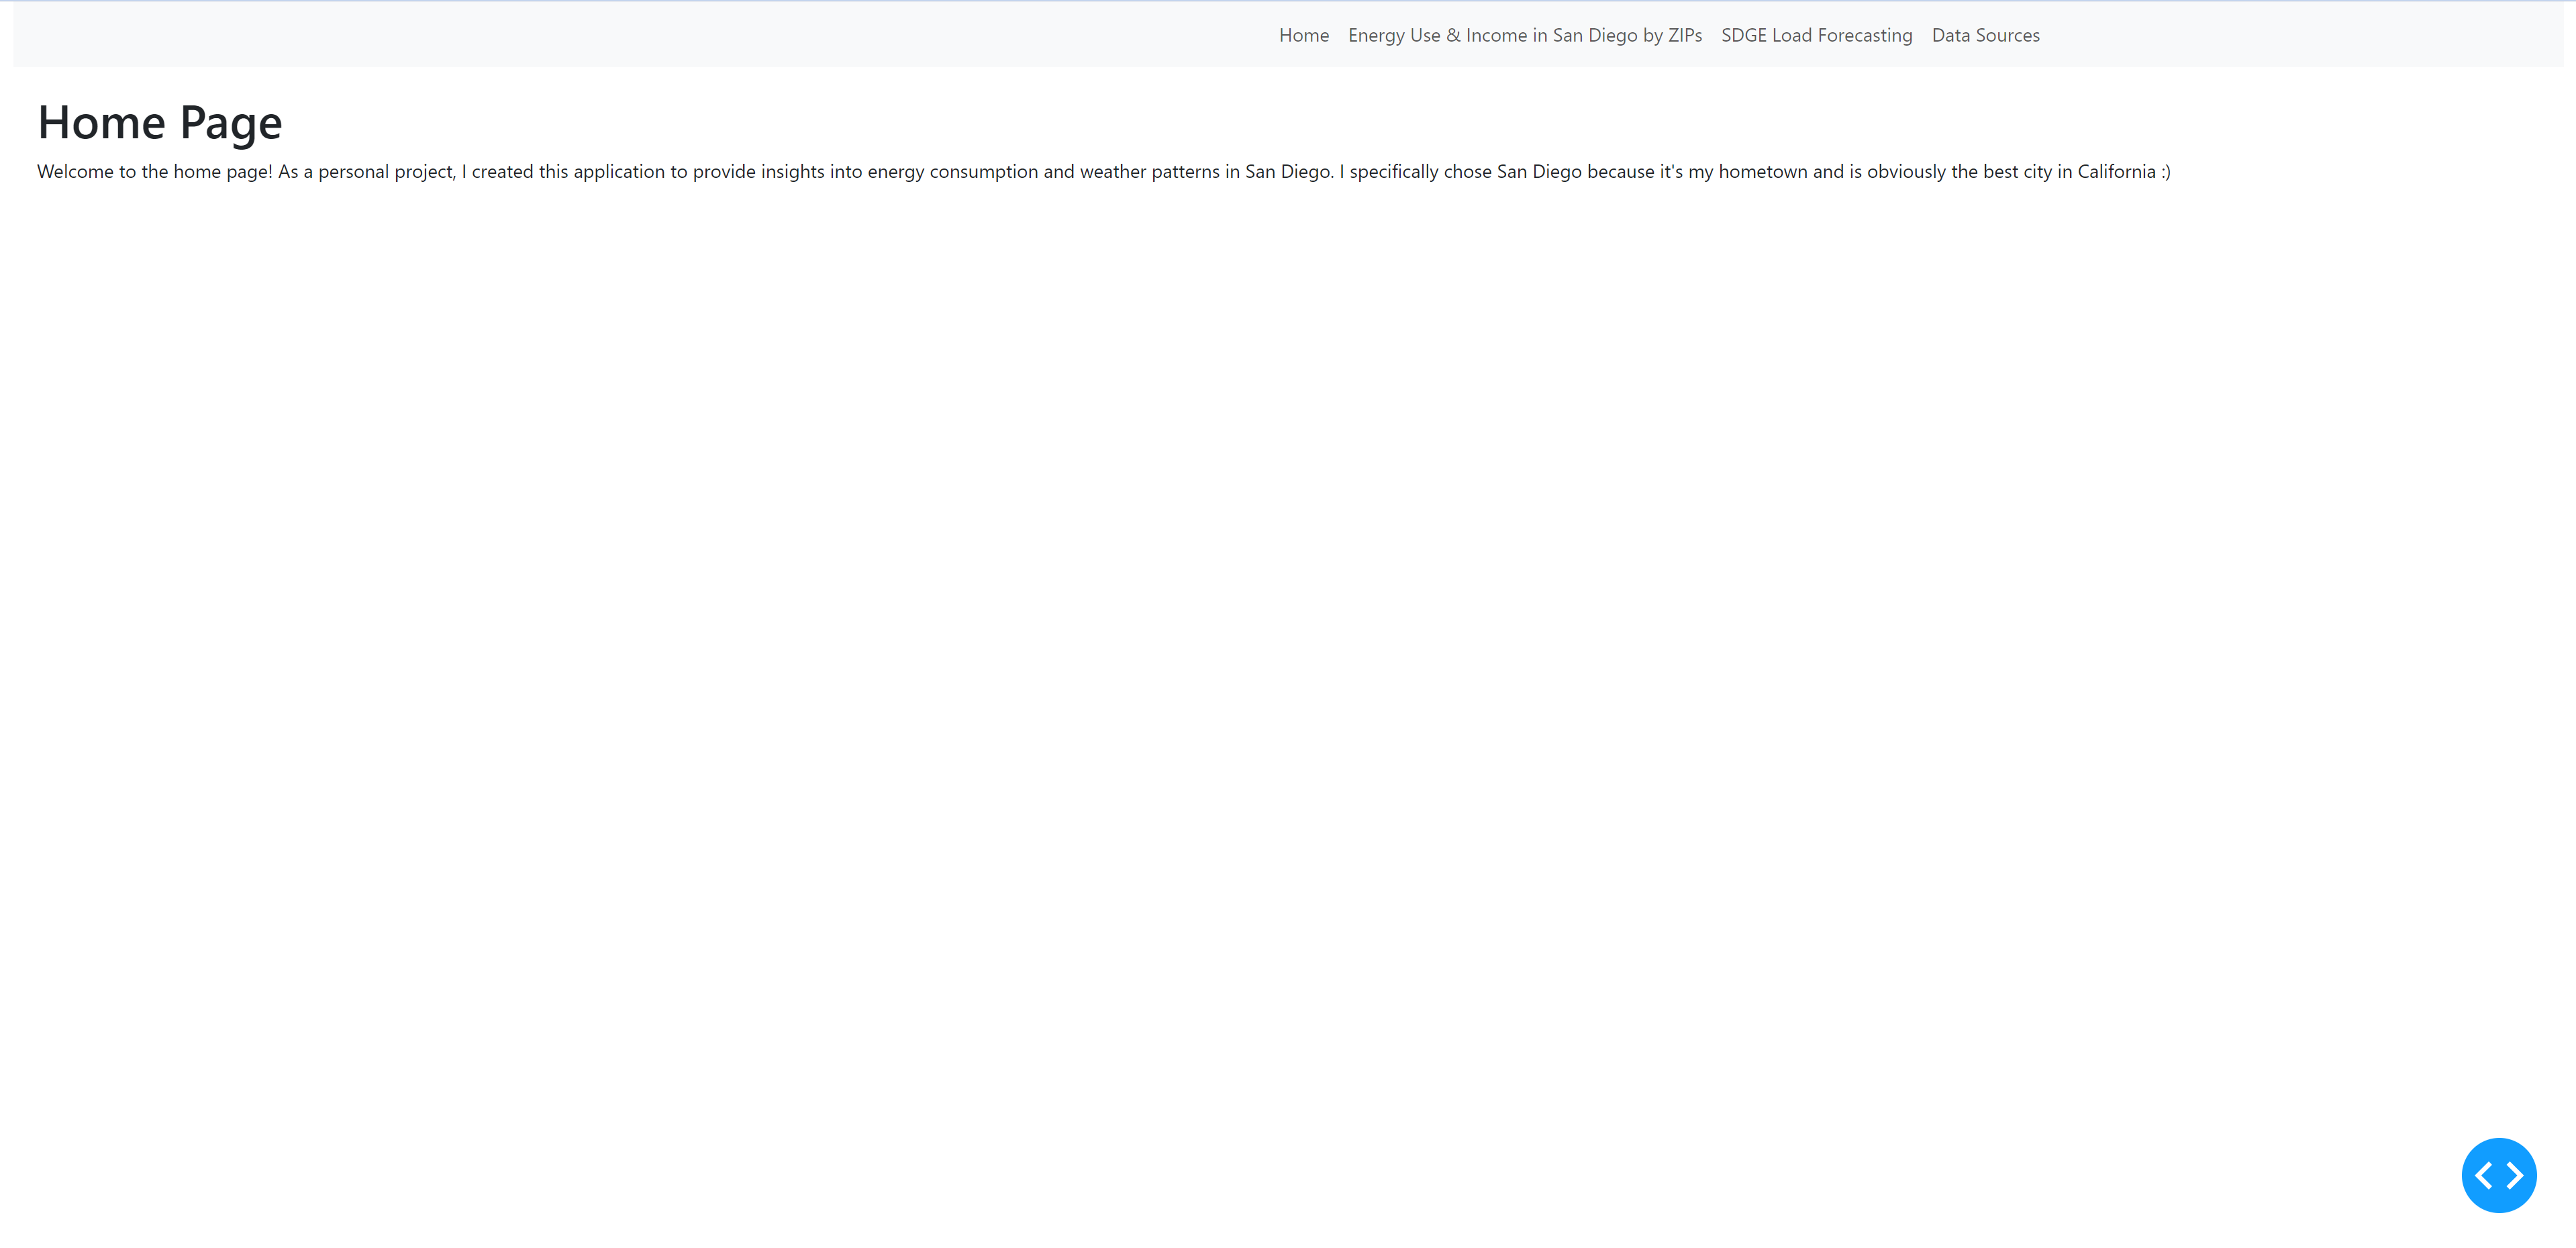 Home Energy Use & Income in San Diego by ZIPs SDGE Load Forecasting Data Sources
Home Page
Welcome to the home page! As a personal project, I created this application to provide insights into energy consumption and weather patterns in San Diego. I specifically chose San Diego because it's my hometown and is obviously the best city in California :)